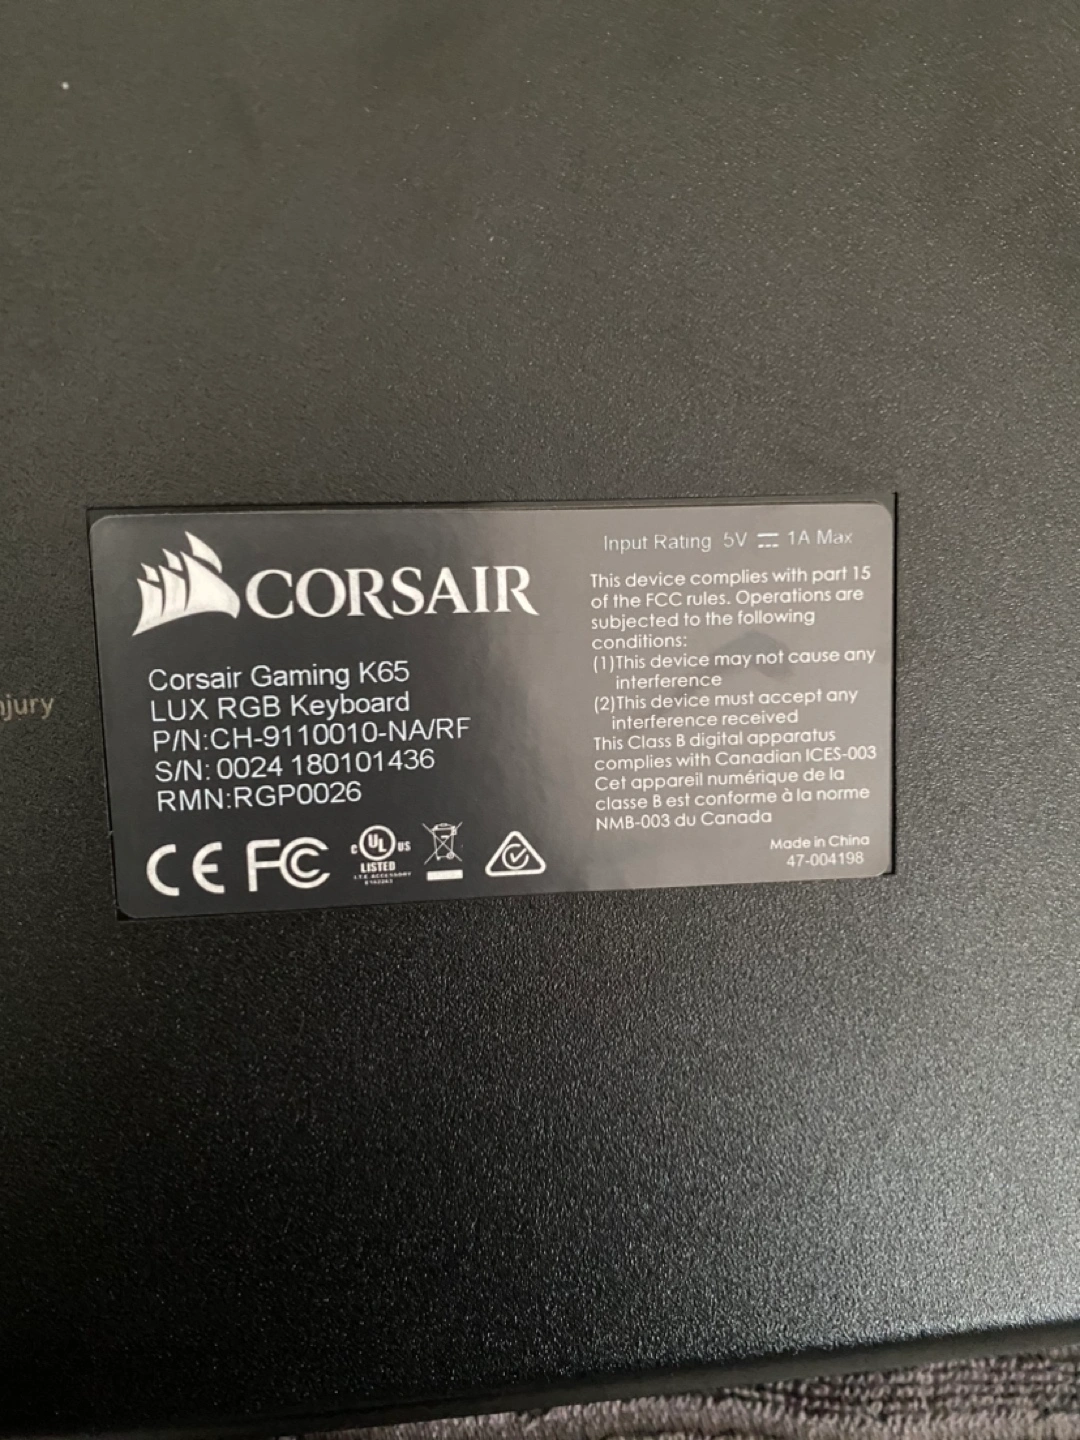 njury
CORSAIR
Corsair Gaming K65
LUX RGB Keyboard
P/N:CH-9110010-NA/RF
S/N: 0024 180101436
RMN:RGP0026
CE FC
c UL US
LISTED
I.T.E. ACCESSORY
Input Rating 5V ⎓ 1A Max
This device complies with part 15
of the FCC rules. Operations are
subjected to the following
conditions:
(1)This device may not cause any
interference
(2)This device must accept any
interference received
This Class B digital apparatus
complies with Canadian ICES-003
Cet appareil numérique de la
classe B est conforme à la norme
NMB-003 du Canada
Made in China
47-004198